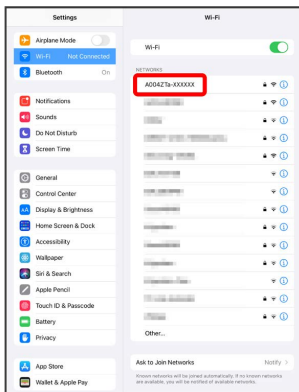 Settings
Airplane Mode
Wi-Fi Not Connected
Bluetooth On
Notifications
Sounds
Do Not Disturb
Screen Time
General
Control Center
AA Display & Brightness
Home Screen & Dock
Accessibility
Wallpaper
Siri & Search
Apple Pencil
Touch ID & Passcode
Battery
Privacy
App Store
Wallet & Apple Pay
Wi-Fi
Wi-Fi
NETWORKS
A004ZTa-XXXXXX
Other...
Ask to Join Networks Notify
Known networks will be joined automatically. If no known networks
are available, you will be notified of available networks.